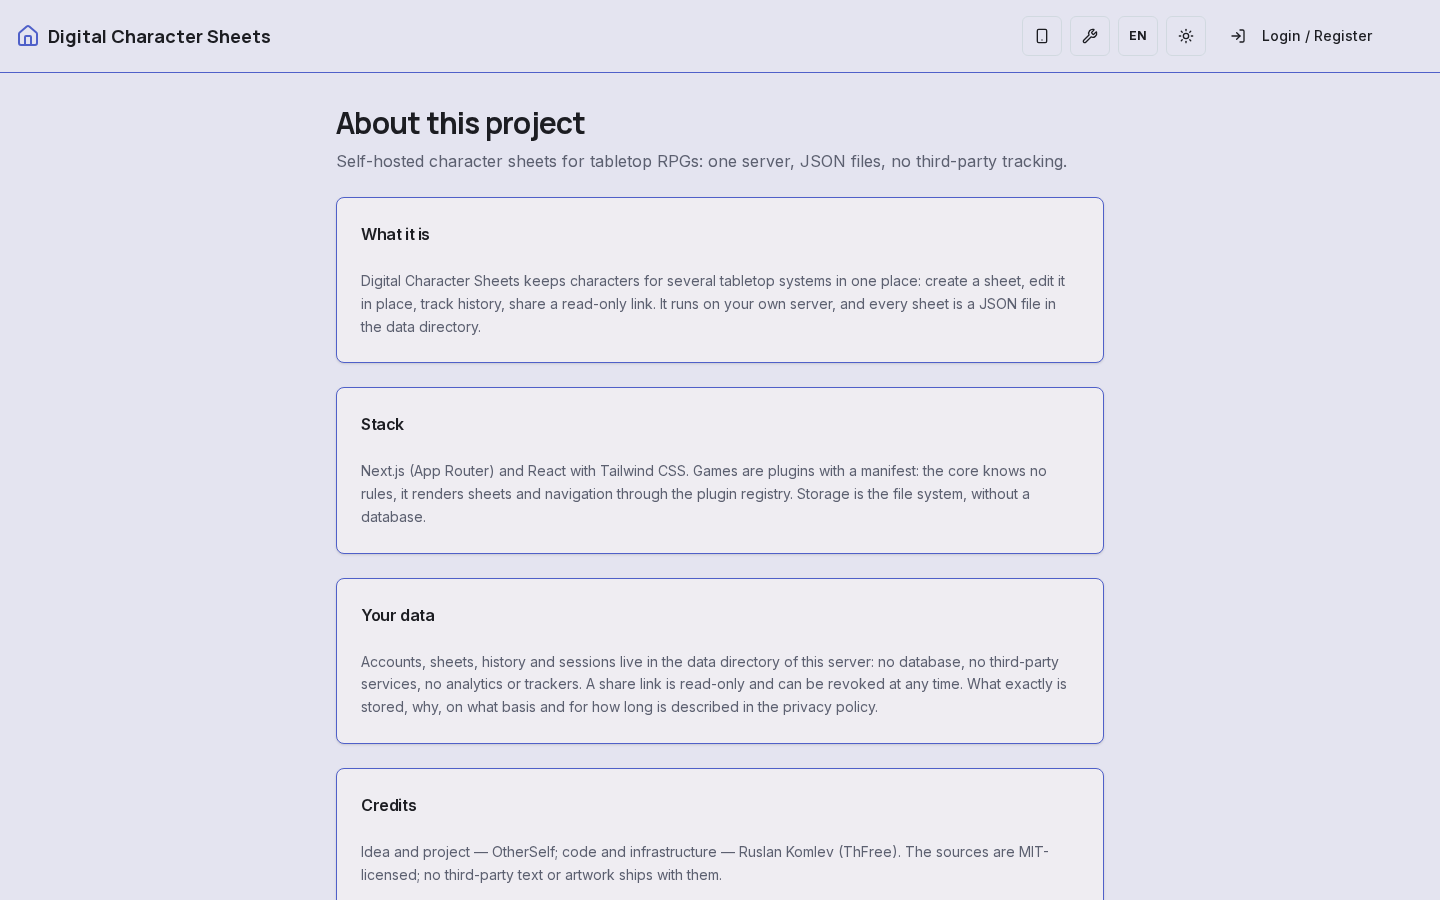 Digital Character Sheets
EN
Login / Register
About this project
Self-hosted character sheets for tabletop RPGs: one server, JSON files, no third-party tracking.
What it is
Digital Character Sheets keeps characters for several tabletop systems in one place: create a sheet, edit it
in place, track history, share a read-only link. It runs on your own server, and every sheet is a JSON file in
the data directory.
Stack
Next.js (App Router) and React with Tailwind CSS. Games are plugins with a manifest: the core knows no
rules, it renders sheets and navigation through the plugin registry. Storage is the file system, without a
database.
Your data
Accounts, sheets, history and sessions live in the data directory of this server: no database, no third-party
services, no analytics or trackers. A share link is read-only and can be revoked at any time. What exactly is
stored, why, on what basis and for how long is described in the privacy policy.
Credits
Idea and project — OtherSelf; code and infrastructure — Ruslan Komlev (ThFree). The sources are MIT-
licensed; no third-party text or artwork ships with them.